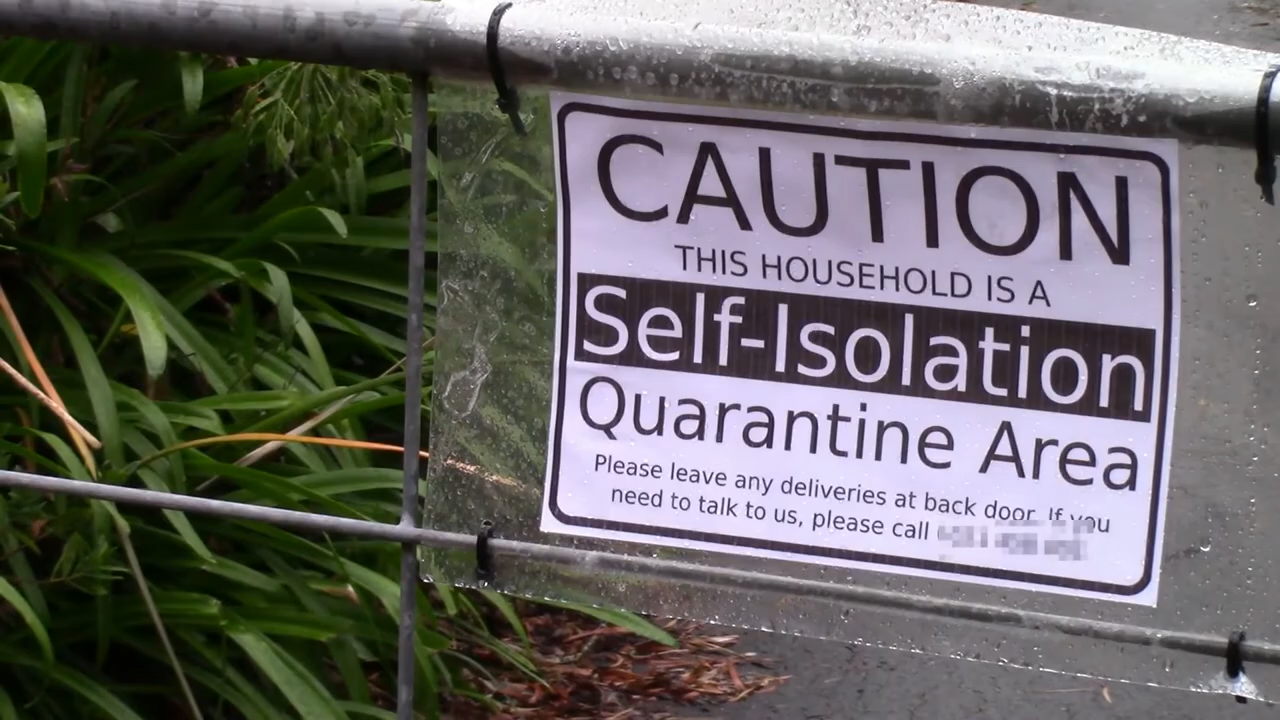 CAUTION
THIS HOUSEHOLD IS A
Self-Isolation
Quarantine Area
Please leave any deliveries at back door. If you
need to talk to us, please call